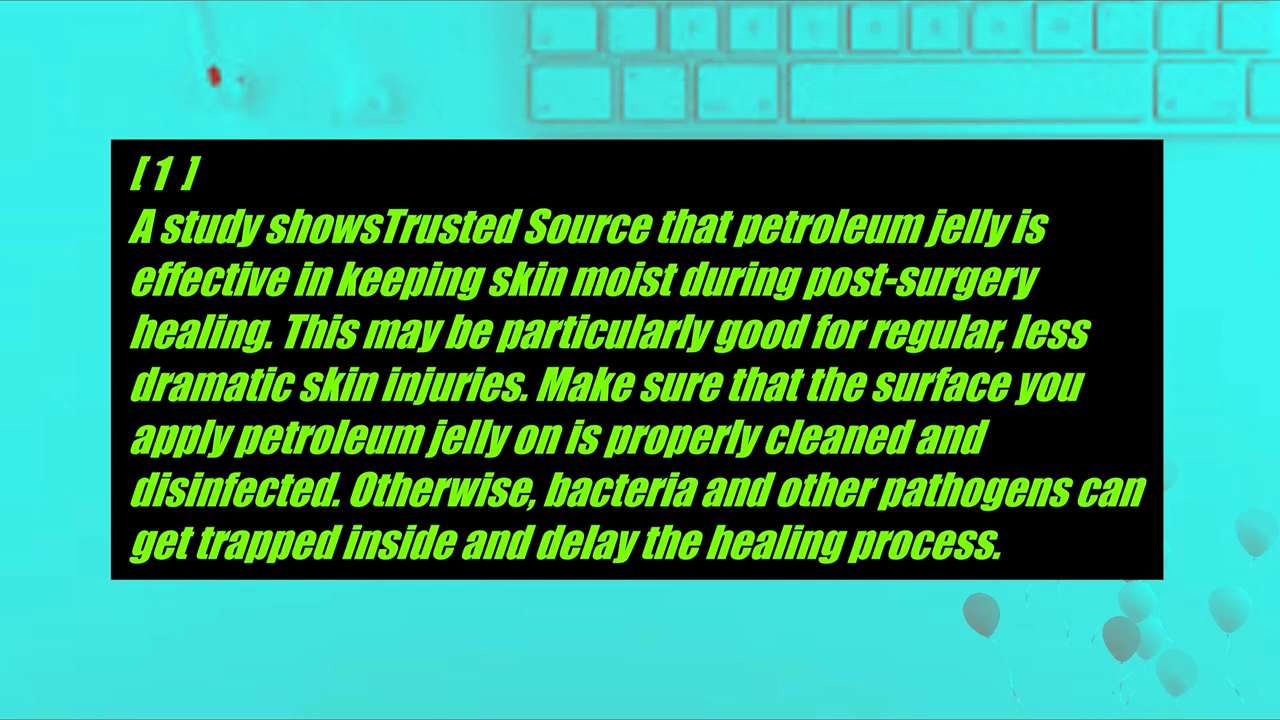 [ 1 ]
A study showsTrusted Source that petroleum jelly is
effective in keeping skin moist during post-surgery
healing. This may be particularly good for regular, less
dramatic skin injuries. Make sure that the surface you
apply petroleum jelly on is properly cleaned and
disinfected. Otherwise, bacteria and other pathogens can
get trapped inside and delay the healing process.